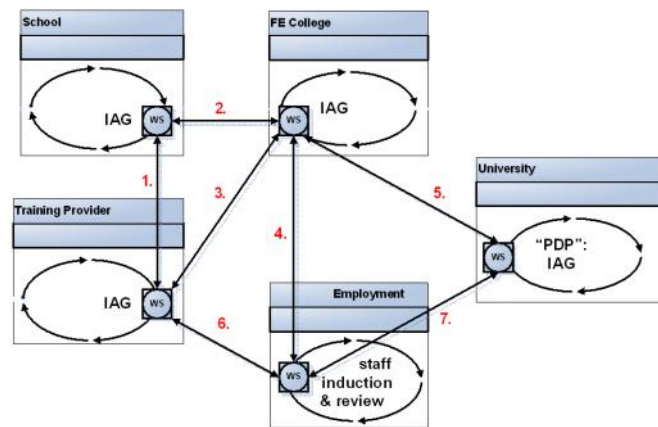 School
FE College
IAG
WS
2.
WS
IAG
1.
3.
4.
5.
University
Training Provider
WS
"PDP":
IAG
IAG
WS
Employment
6.
7.
WS
staff
induction
& review